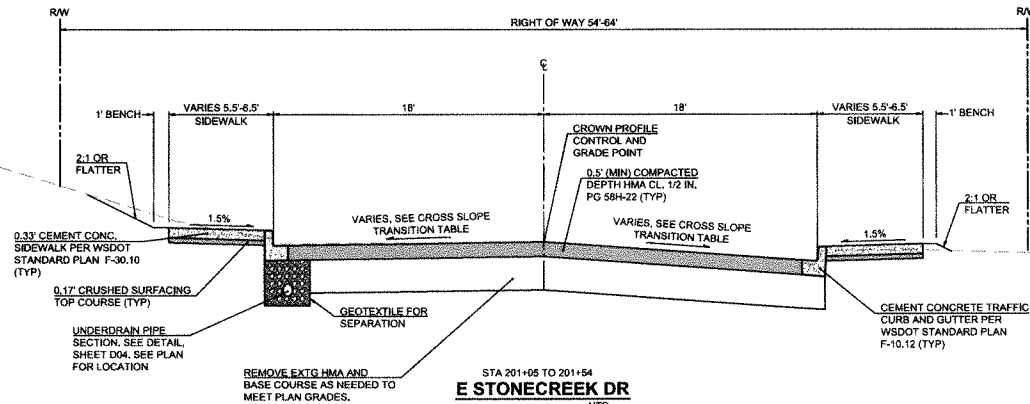 R/W
R/W
RIGHT OF WAY 54'-64'
℄
1' BENCH
VARIES 5.5'-6.5'
SIDEWALK
18'
18'
VARIES 5.5'-6.5'
SIDEWALK
1' BENCH
CROWN PROFILE
CONTROL AND
GRADE POINT
2:1 OR
FLATTER
0.5' (MIN) COMPACTED
DEPTH HMA CL. 1/2 IN.
PG 58H-22 (TYP)
2:1 OR
FLATTER
1.5%
VARIES, SEE CROSS SLOPE
TRANSITION TABLE
VARIES, SEE CROSS SLOPE
TRANSITION TABLE
1.5%
0.33' CEMENT CONC.
SIDEWALK PER WSDOT
STANDARD PLAN F-30.10
(TYP)
0.17' CRUSHED SURFACING
TOP COURSE (TYP)
GEOTEXTILE FOR
SEPARATION
CEMENT CONCRETE TRAFFIC
CURB AND GUTTER PER
WSDOT STANDARD PLAN
F-10.12 (TYP)
UNDERDRAIN PIPE
SECTION. SEE DETAIL,
SHEET D04. SEE PLAN
FOR LOCATION
REMOVE EXTG HMA AND
BASE COURSE AS NEEDED TO
MEET PLAN GRADES.
STA 201+05 TO 201+54
E STONECREEK DR
NTS